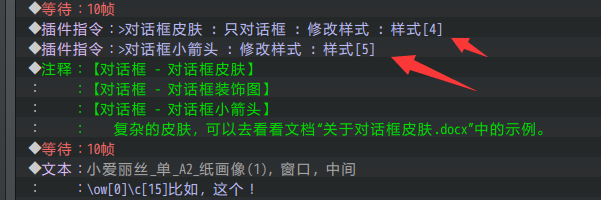 ◆等待：10帧
◆插件指令：>对话框皮肤 : 只对话框 : 修改样式 : 样式[4]
◆插件指令：>对话框小箭头 : 修改样式 : 样式[5]
◆注释：【对话框 - 对话框皮肤】
：　　：【对话框 - 对话框装饰图】
：　　：【对话框 - 对话框小箭头】
：　　：　　复杂的皮肤, 可以去看看文档“关于对话框皮肤.docx”中的示例。
◆等待：10帧
◆文本：小爱丽丝_单_A2_纸画像(1), 窗口, 中间
：　　：\ow[0]\c[15]比如, 这个！